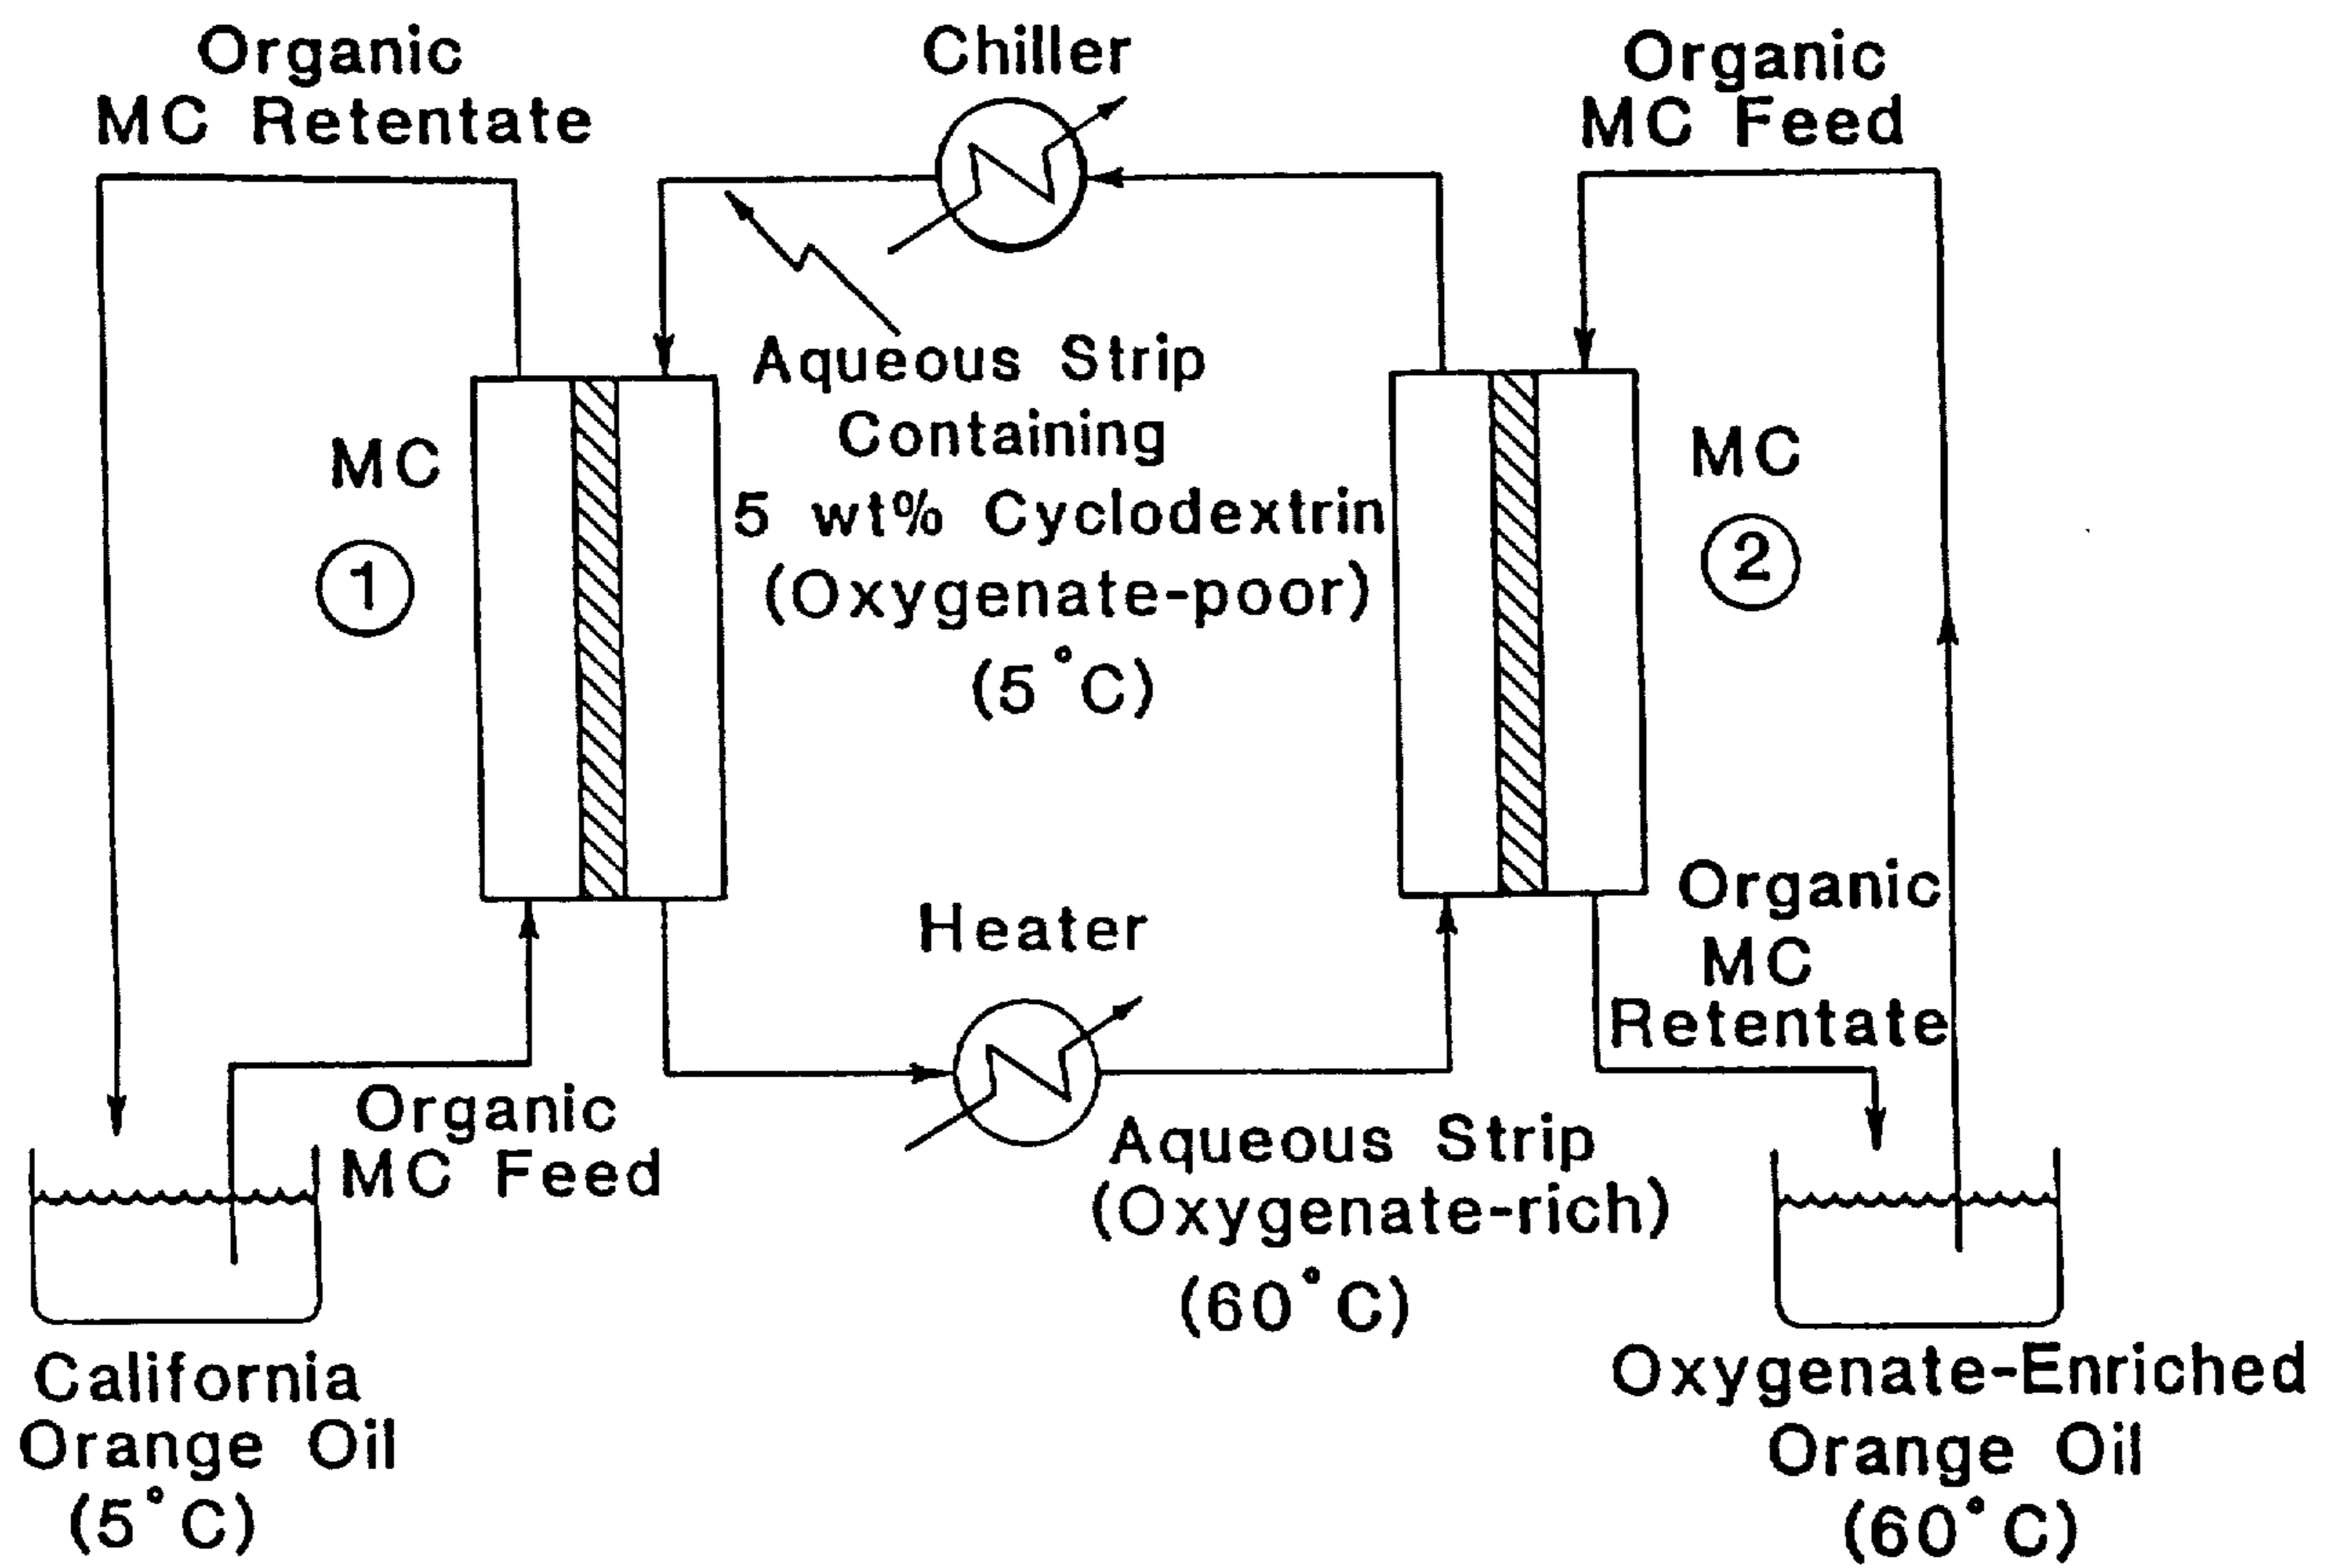 Organic
MC Retentate
Chiller
Organic
MC Feed
Aqueous Strip
Containing
5 wt% Cyclodextrin
(Oxygenate-poor)
(5°C)
MC
1
MC
2
Heater
Organic
MC
Retentate
Organic
MC Feed
Aqueous Strip
(Oxygenate-rich)
(60°C)
California
Orange Oil
(5°C)
Oxygenate-Enriched
Orange Oil
(60°C)